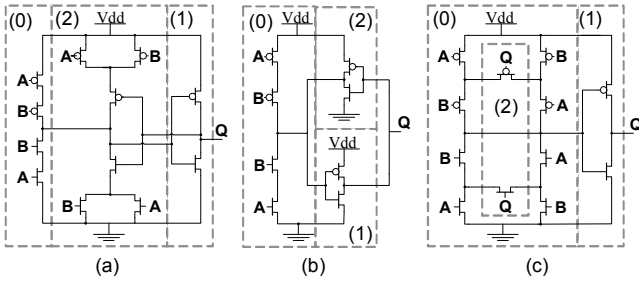 (0) (2) (1) (0) (2) (0) (1)
Vdd Vdd Vdd
A B A A B
Q
A
B B (2) B A
Q Q
B Vdd B A
A B
B A A Q B
(1)
(a) (b) (c)